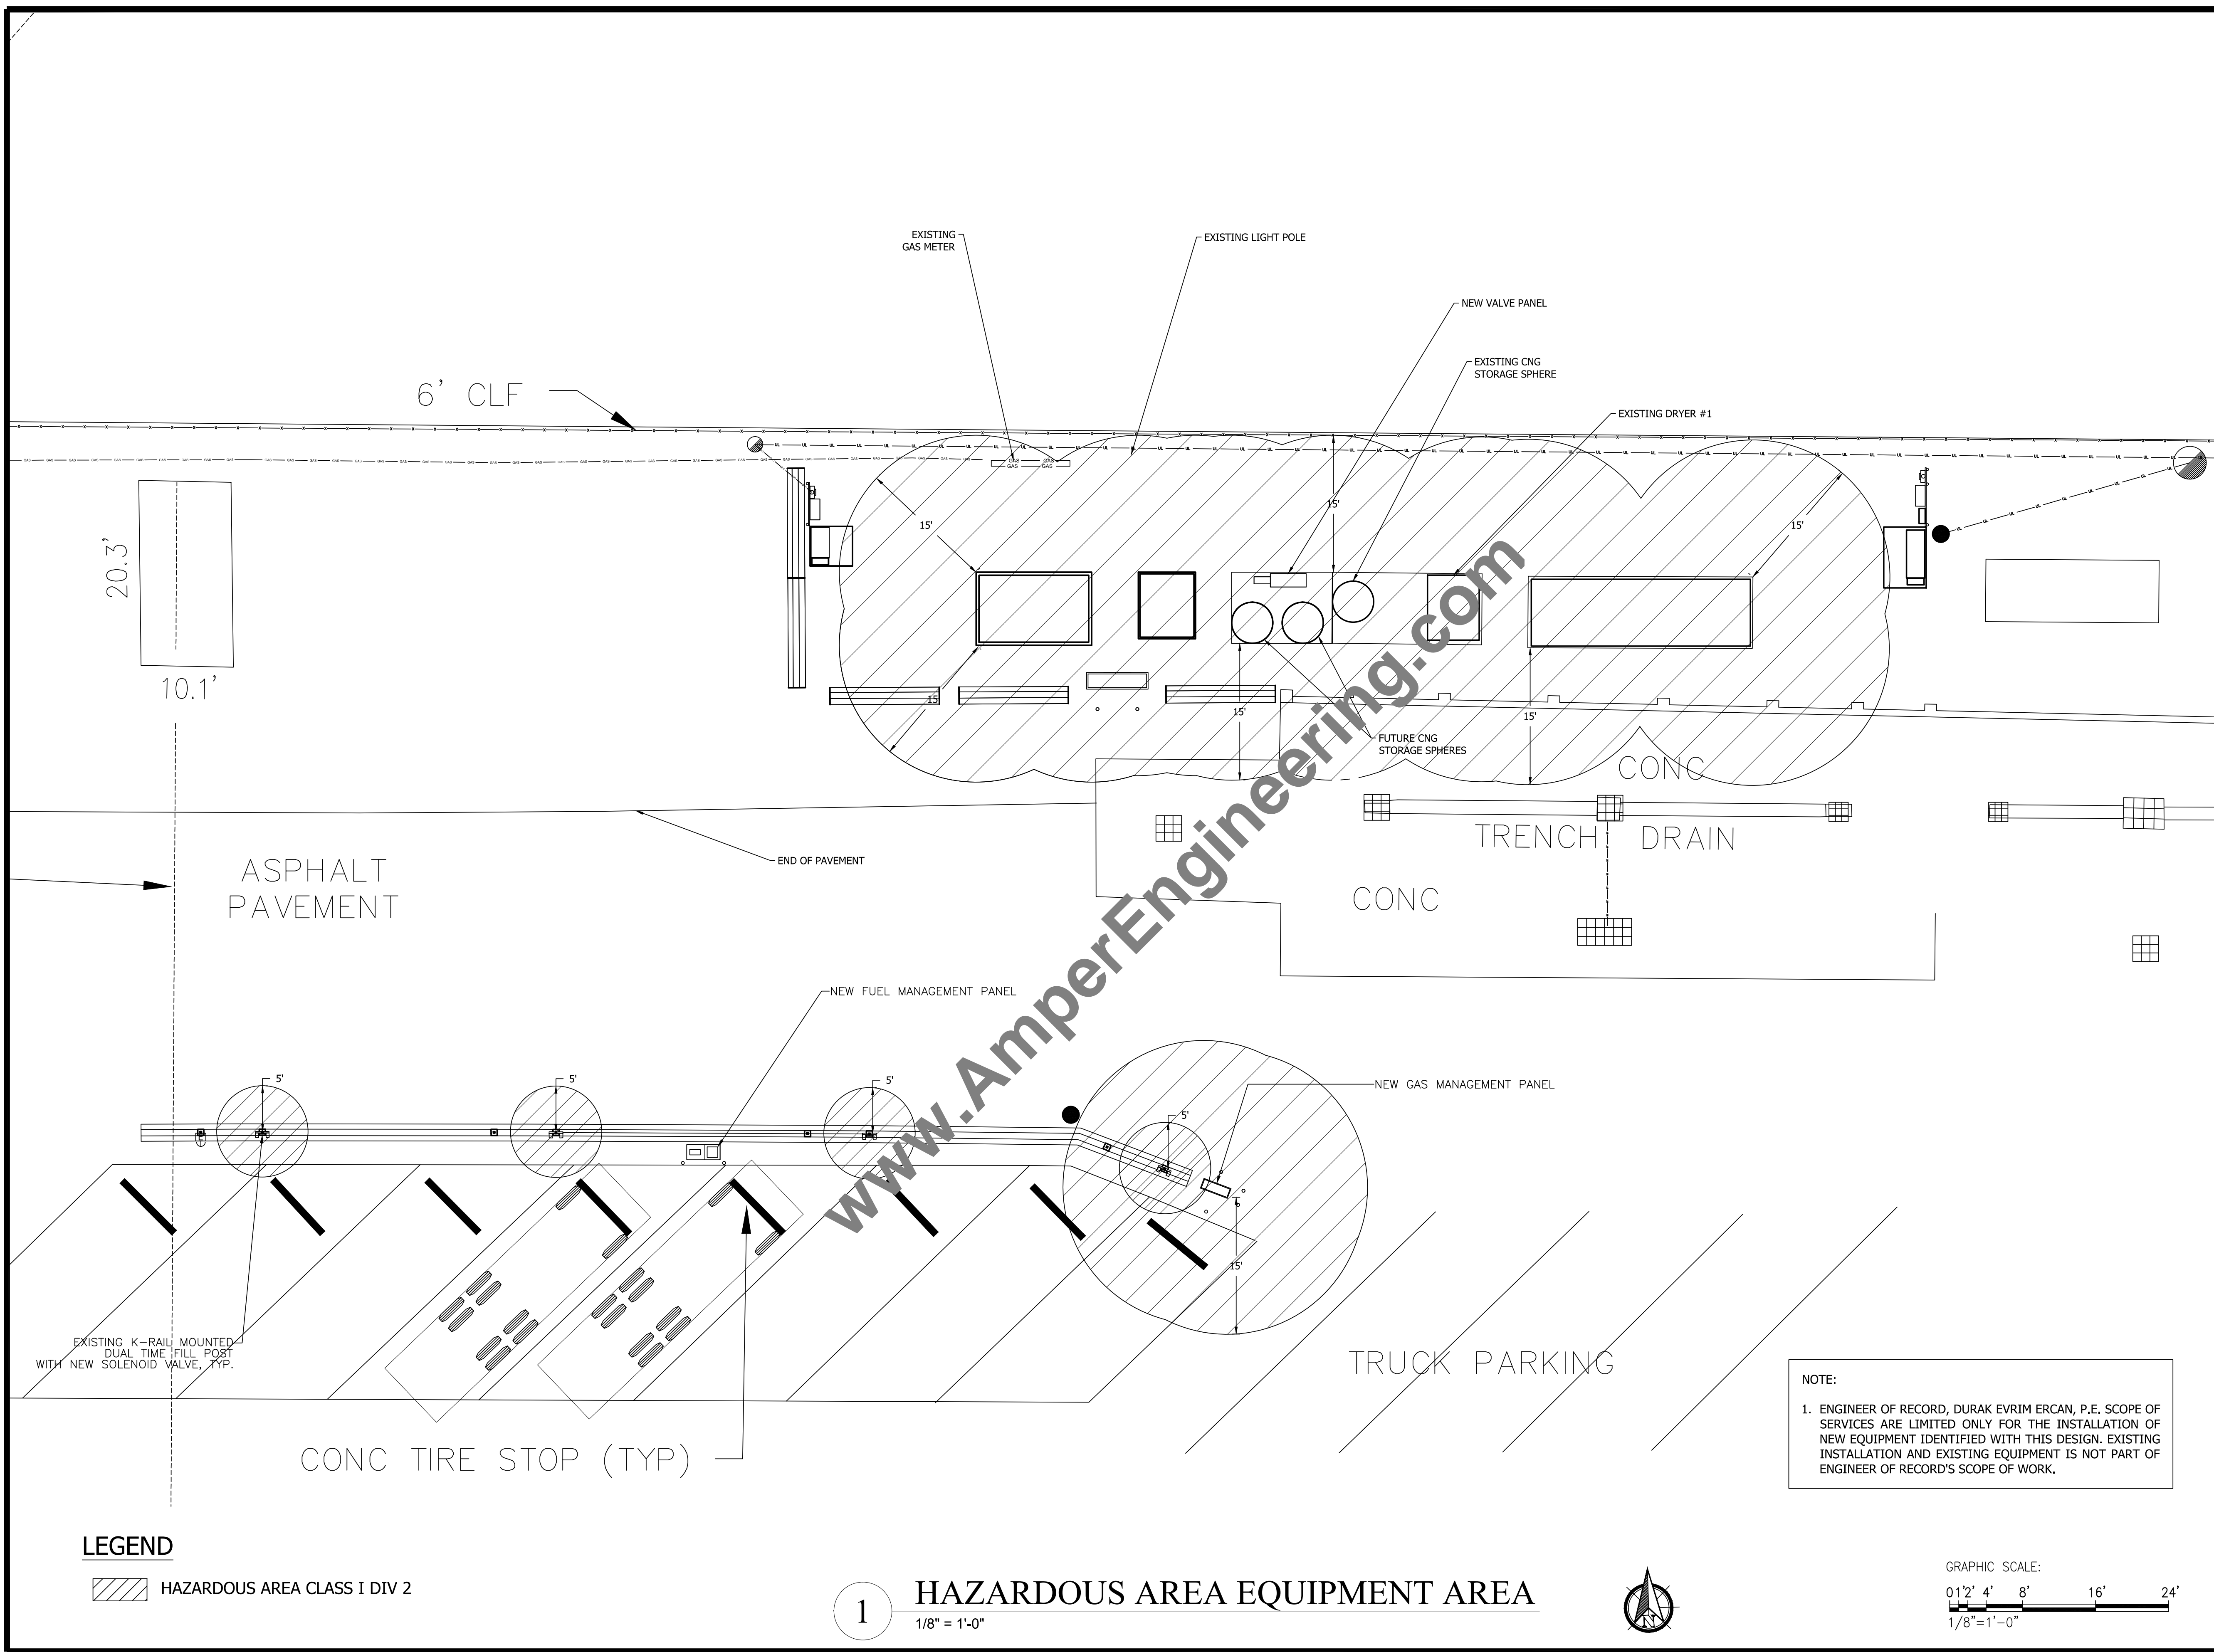 EXISTING
GAS METER
EXISTING LIGHT POLE
NEW VALVE PANEL
EXISTING CNG
STORAGE SPHERE
6' CLF
EXISTING DRYER #1
GAS GAS
GAS GAS
15'
15'
15'
20.3'
10.1'
15'
15'
15'
FUTURE CNG
STORAGE SPHERES
CONC
TRENCH DRAIN
END OF PAVEMENT
ASPHALT
PAVEMENT
CONC
www.AmperEngineering.com
NEW FUEL MANAGEMENT PANEL
5'
5'
5'
NEW GAS MANAGEMENT PANEL
5'
15'
EXISTING K-RAIL MOUNTED
DUAL TIME FILL POST
WITH NEW SOLENOID VALVE, TYP.
TRUCK PARKING
CONC TIRE STOP (TYP)
NOTE:
1. ENGINEER OF RECORD, DURAK EVRIM ERCAN, P.E. SCOPE OF
SERVICES ARE LIMITED ONLY FOR THE INSTALLATION OF
NEW EQUIPMENT IDENTIFIED WITH THIS DESIGN. EXISTING
INSTALLATION AND EXISTING EQUIPMENT IS NOT PART OF
ENGINEER OF RECORD'S SCOPE OF WORK.
LEGEND
HAZARDOUS AREA CLASS I DIV 2
1
HAZARDOUS AREA EQUIPMENT AREA
1/8" = 1'-0"
N
GRAPHIC SCALE:
0 1' 2' 4' 8' 16' 24'
1/8"=1'-0"